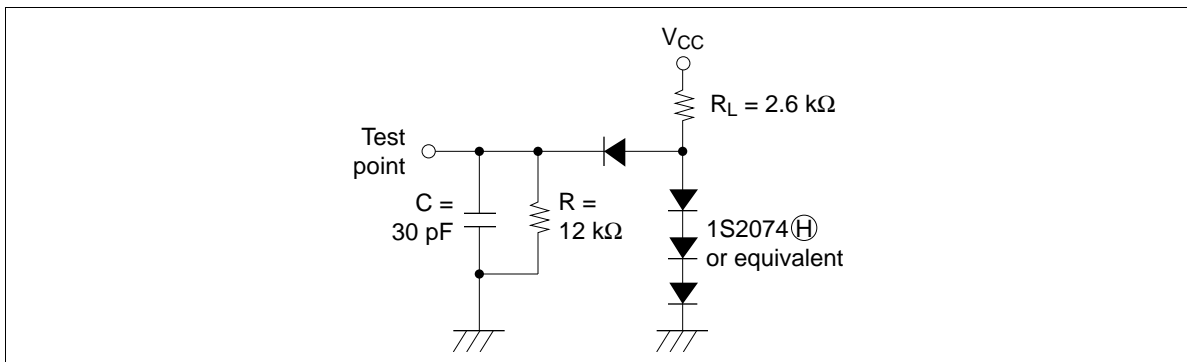 VCC
RL = 2.6 kΩ
Test
point
C =
30 pF
R =
12 kΩ
1S2074Ⓗ
or equivalent